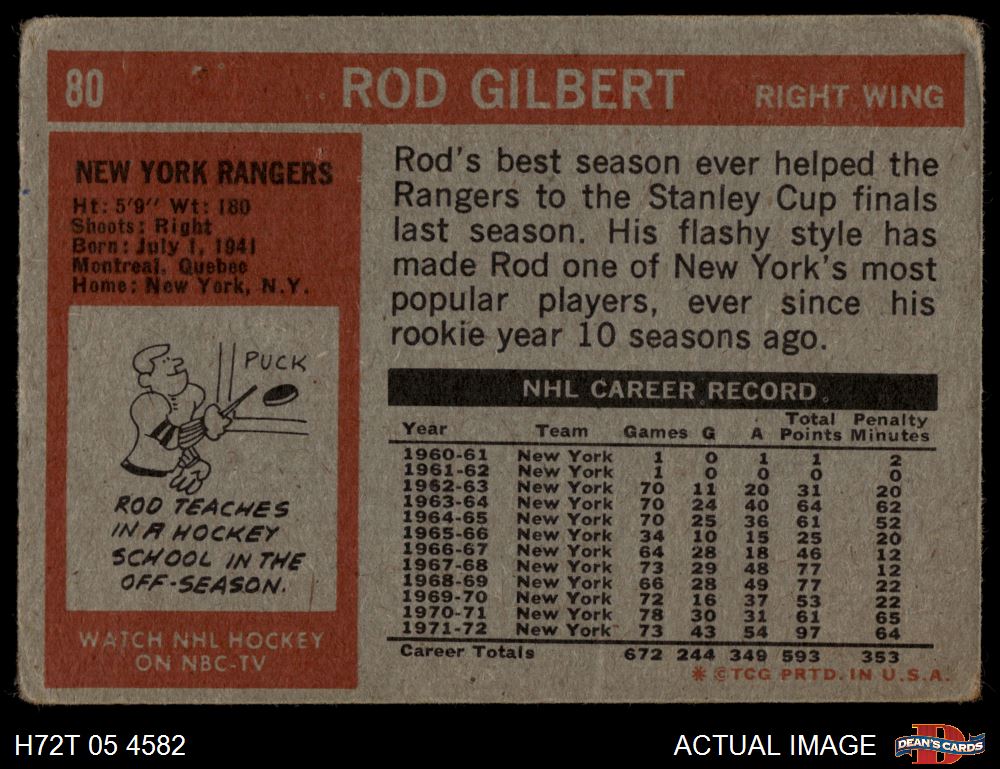 80 ROD GILBERT RIGHT WING
NEW YORK RANGERS
Ht: 5'9" Wt: 180
Shoots: Right
Born: July 1, 1941
Montreal, Quebec
Home: New York, N.Y.
PUCK
ROD TEACHES
IN A HOCKEY
SCHOOL IN THE
OFF-SEASON.
WATCH NHL HOCKEY
ON NBC-TV
Rod's best season ever helped the
Rangers to the Stanley Cup finals
last season. His flashy style has
made Rod one of New York's most
popular players, ever since his
rookie year 10 seasons ago.
NHL CAREER RECORD
Year Team Games G A Total Points Penalty Minutes
1960-61 New York 1 0 1 1 2
1961-62 New York 1 0 0 0 0
1962-63 New York 70 11 20 31 20
1963-64 New York 70 24 40 64 62
1964-65 New York 70 25 36 61 52
1965-66 New York 34 10 15 25 20
1966-67 New York 64 28 18 46 12
1967-68 New York 73 29 48 77 12
1968-69 New York 66 28 49 77 22
1969-70 New York 72 16 37 53 22
1970-71 New York 78 30 31 61 65
1971-72 New York 73 43 54 97 64
Career Totals 672 244 349 593 353
* ©TCG PRTD. IN U.S.A.
H72T 05 4582
ACTUAL IMAGE
DEAN'S CARDS